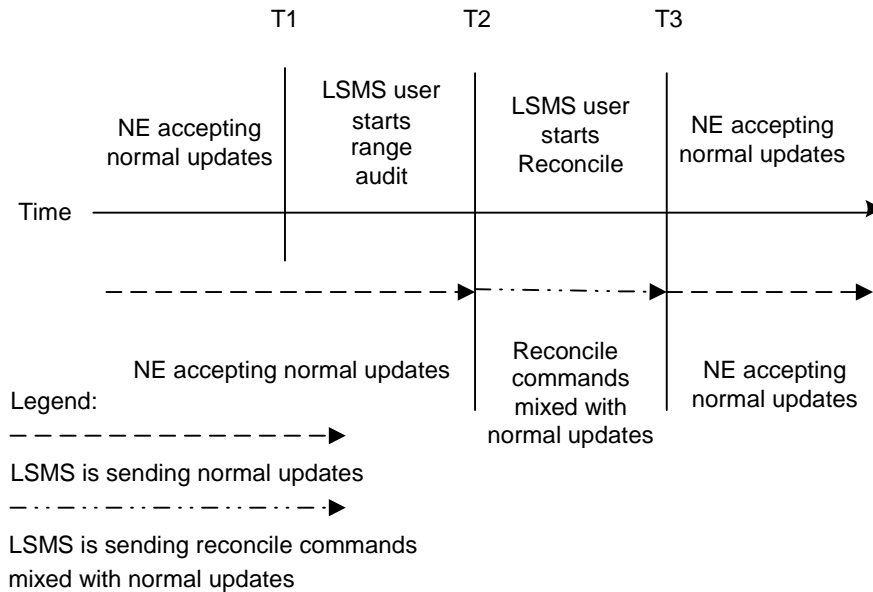 T1
T2
T3
NE accepting
normal updates
LSMS user
starts
range
audit
LSMS user
starts
Reconcile
NE accepting
normal updates
Time
NE accepting normal updates
Reconcile
commands
mixed with
normal updates
NE accepting
normal updates
Legend:
LSMS is sending normal updates
LSMS is sending reconcile commands
mixed with normal updates